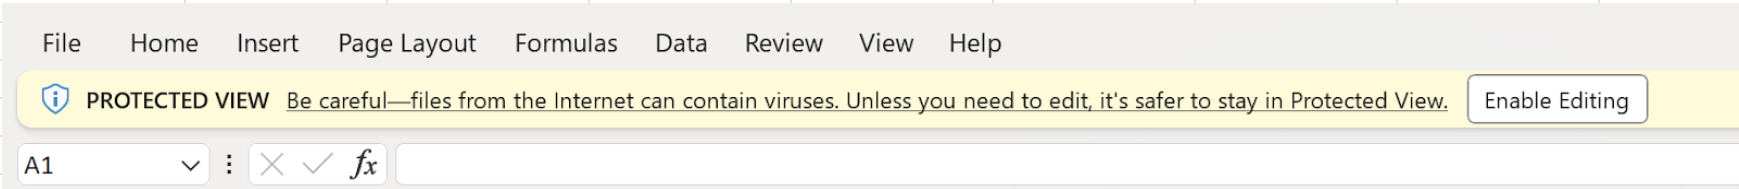 File Home Insert Page Layout Formulas Data Review View Help
PROTECTED VIEW Be careful—files from the Internet can contain viruses. Unless you need to edit, it's safer to stay in Protected View. Enable Editing
A1 fx